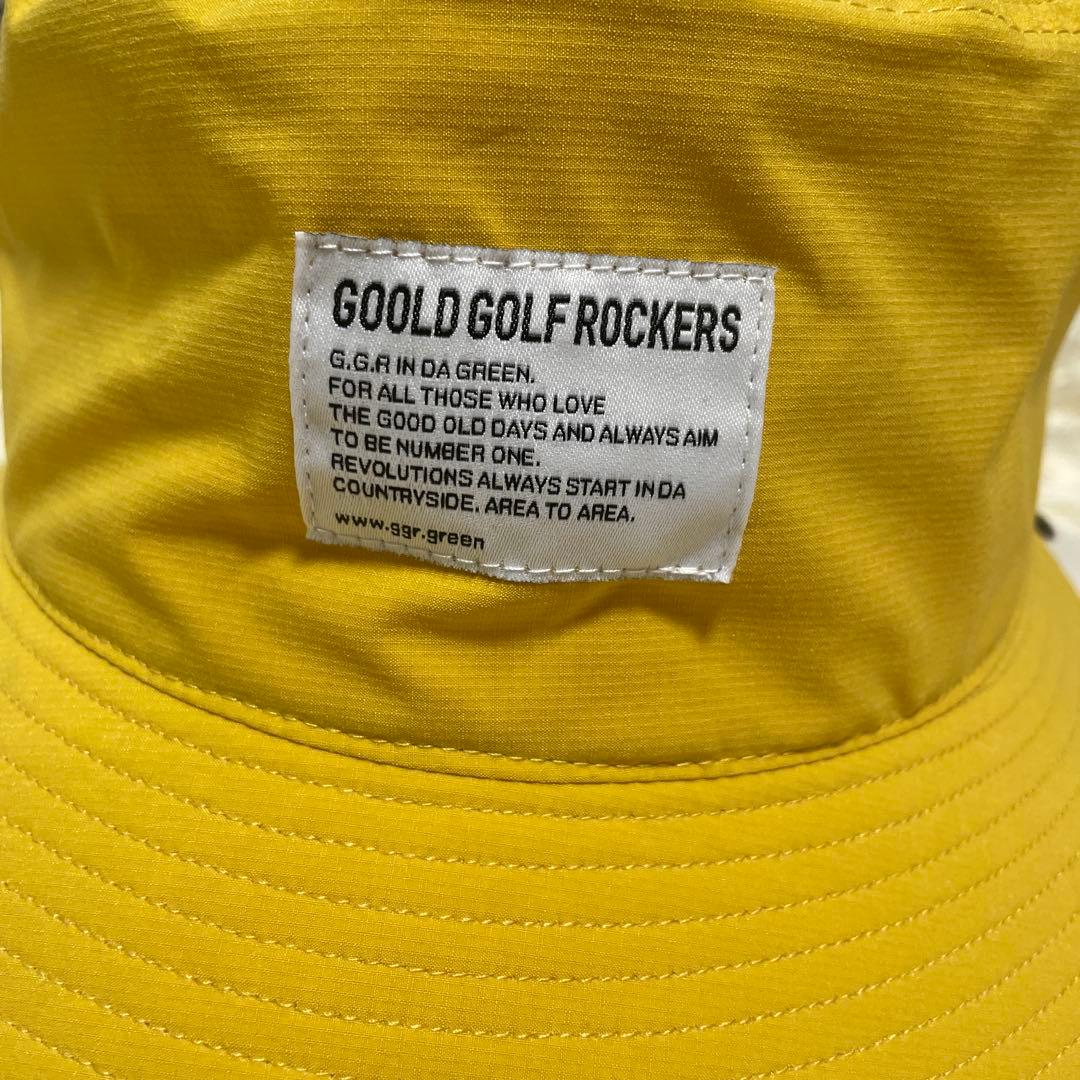 GOOLD GOLF ROCKERS
G.G.R IN DA GREEN.
FOR ALL THOSE WHO LOVE
THE GOOD OLD DAYS AND ALWAYS AIM
TO BE NUMBER ONE.
REVOLUTIONS ALWAYS START IN DA
COUNTRYSIDE. AREA TO AREA.
www.ggr.green